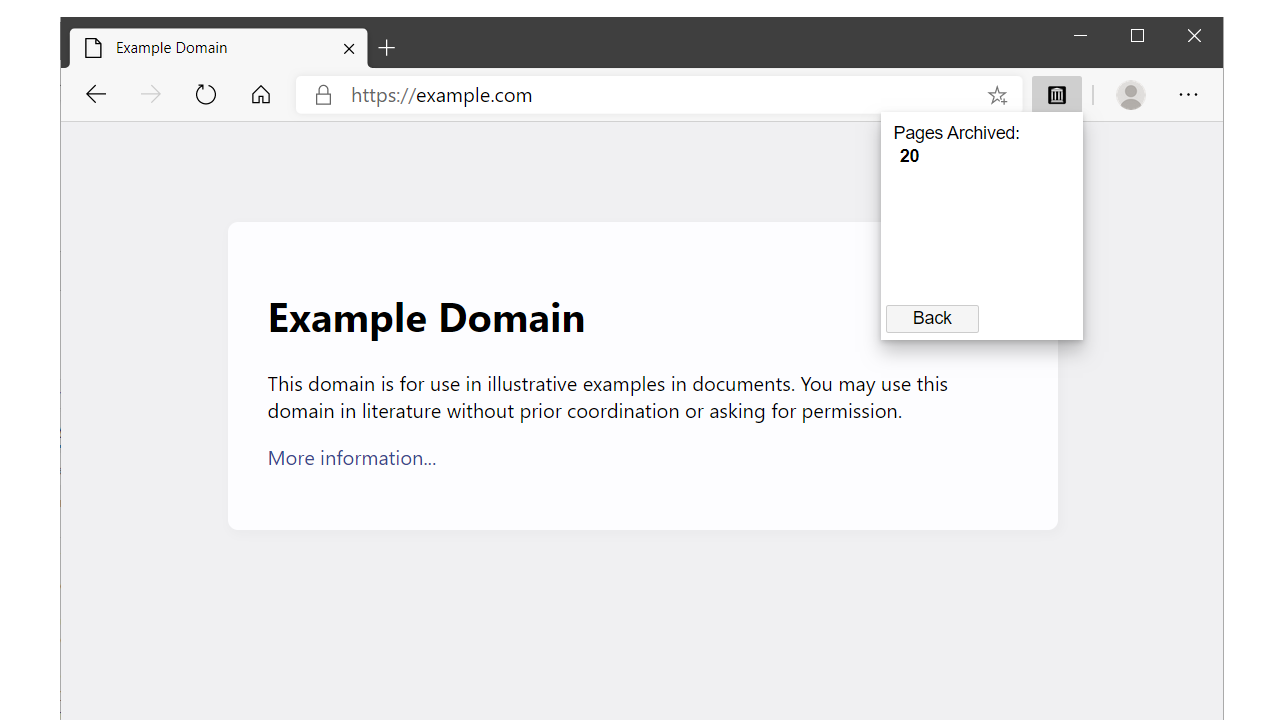 Example Domain
https://example.com
Pages Archived:
20
Back
Example Domain
This domain is for use in illustrative examples in documents. You may use this
domain in literature without prior coordination or asking for permission.
More information...